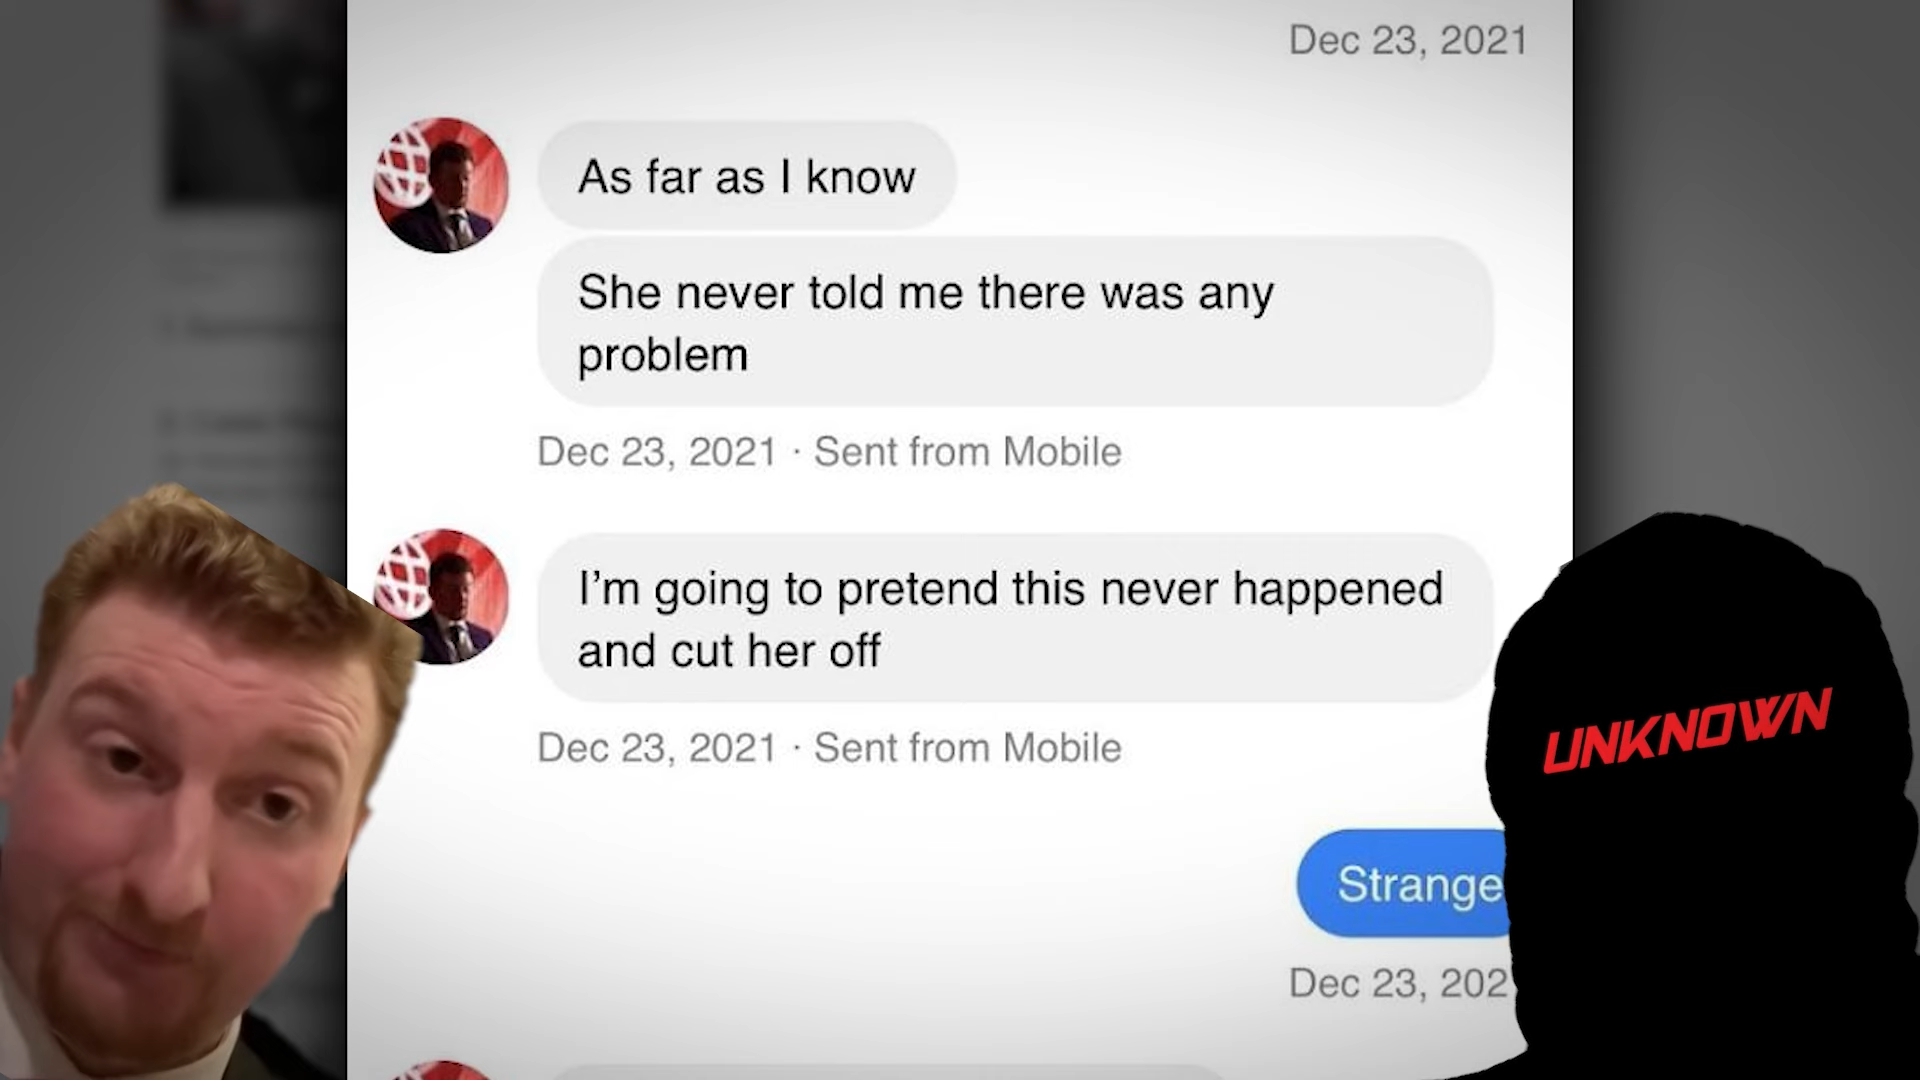 Dec 23, 2021
As far as I know
She never told me there was any
problem
Dec 23, 2021 · Sent from Mobile
I'm going to pretend this never happened
and cut her off
Dec 23, 2021 · Sent from Mobile
UNKNOWN
Strange
Dec 23, 202